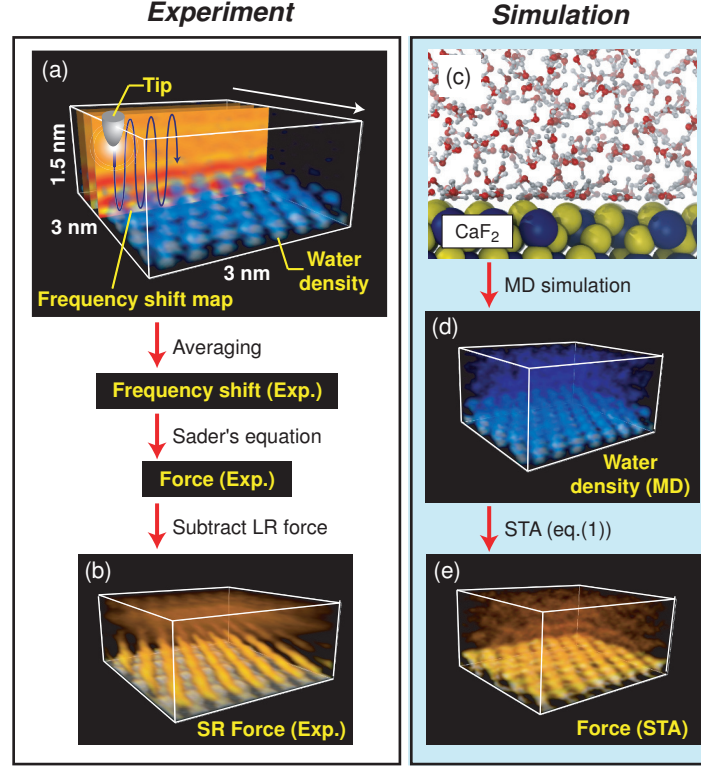 Experiment
(a)
Tip
1.5 nm
3 nm
3 nm
Water
density
Frequency shift map
Averaging
Frequency shift (Exp.)
Sader's equation
Force (Exp.)
Subtract LR force
(b)
SR Force (Exp.)
Simulation
(c)
CaF₂
MD simulation
(d)
Water
density (MD)
STA (eq.(1))
(e)
Force (STA)